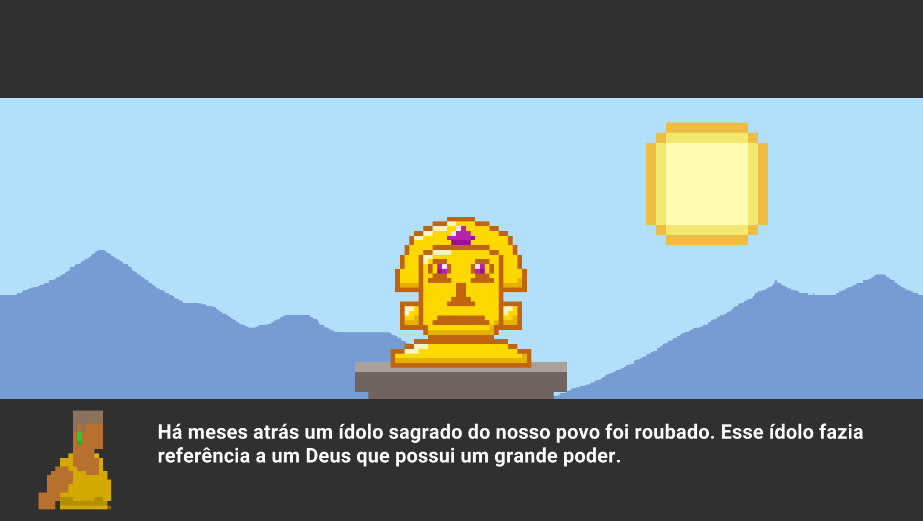 Há meses atrás um ídolo sagrado do nosso povo foi roubado. Esse ídolo fazia
referência a um Deus que possui um grande poder.